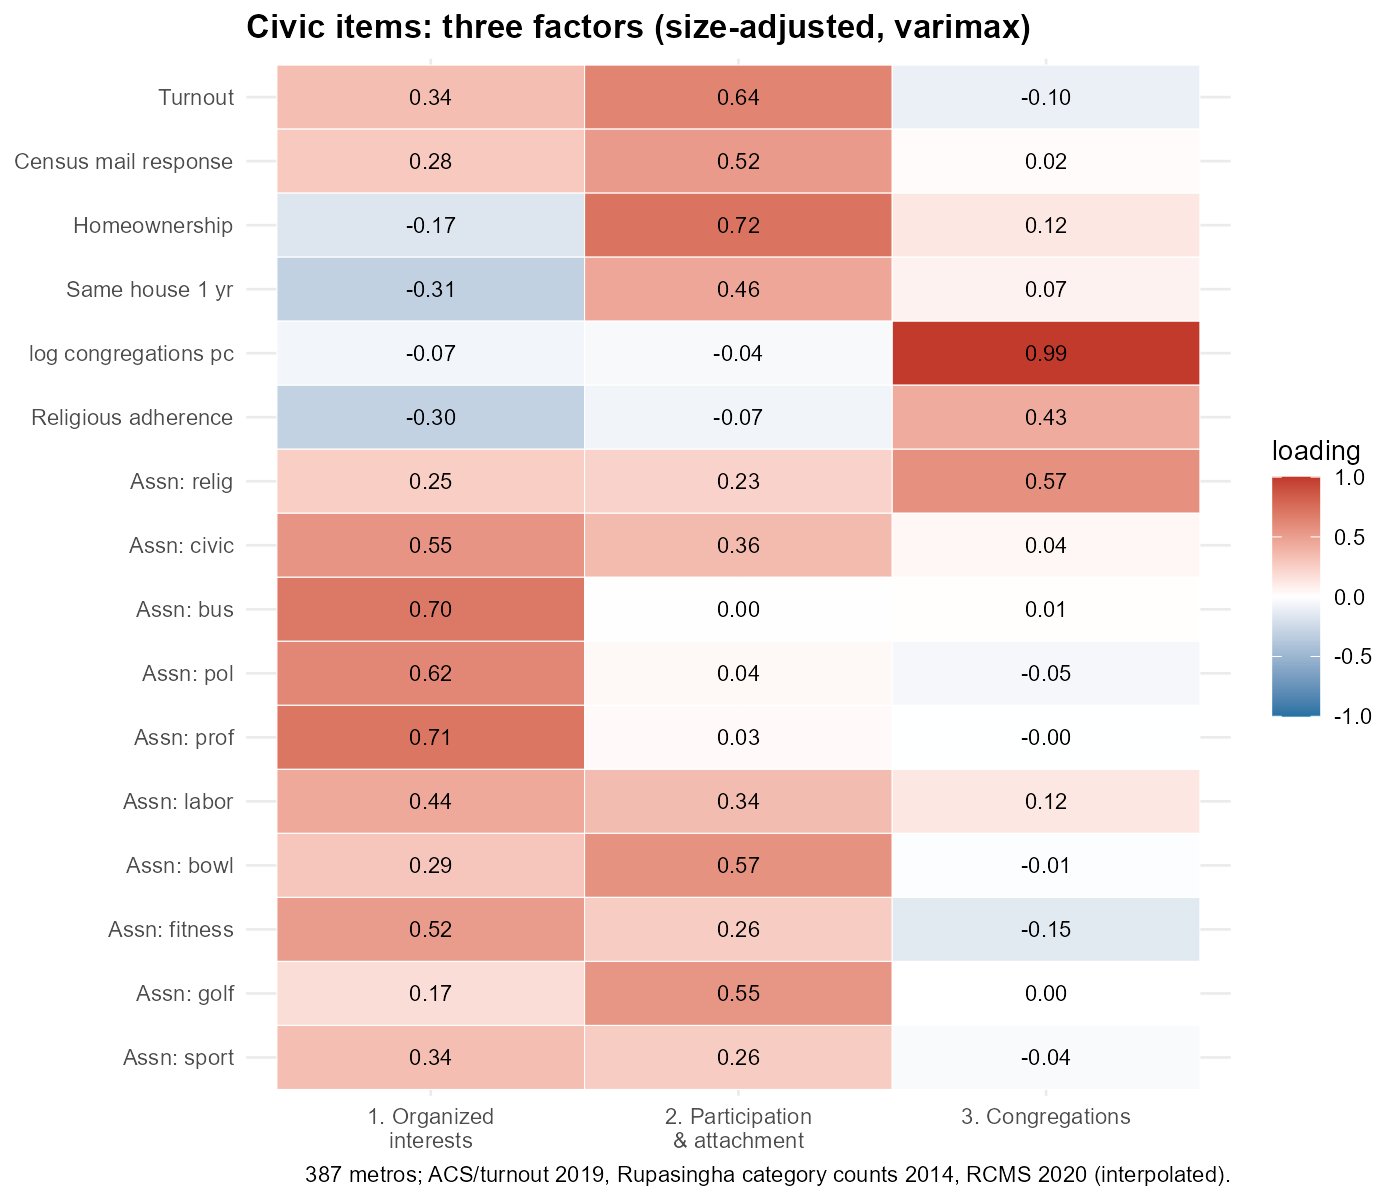 Civic items: three factors (size-adjusted, varimax)
Turnout 0.34 0.64 -0.10
Census mail response 0.28 0.52 0.02
Homeownership -0.17 0.72 0.12
Same house 1 yr -0.31 0.46 0.07
log congregations pc -0.07 -0.04 0.99
Religious adherence -0.30 -0.07 0.43
Assn: relig 0.25 0.23 0.57
Assn: civic 0.55 0.36 0.04
Assn: bus 0.70 0.00 0.01
Assn: pol 0.62 0.04 -0.05
Assn: prof 0.71 0.03 -0.00
Assn: labor 0.44 0.34 0.12
Assn: bowl 0.29 0.57 -0.01
Assn: fitness 0.52 0.26 -0.15
Assn: golf 0.17 0.55 0.00
Assn: sport 0.34 0.26 -0.04
1. Organized
interests
2. Participation
& attachment
3. Congregations
loading
1.0
0.5
0.0
-0.5
-1.0
387 metros; ACS/turnout 2019, Rupasingha category counts 2014, RCMS 2020 (interpolated).